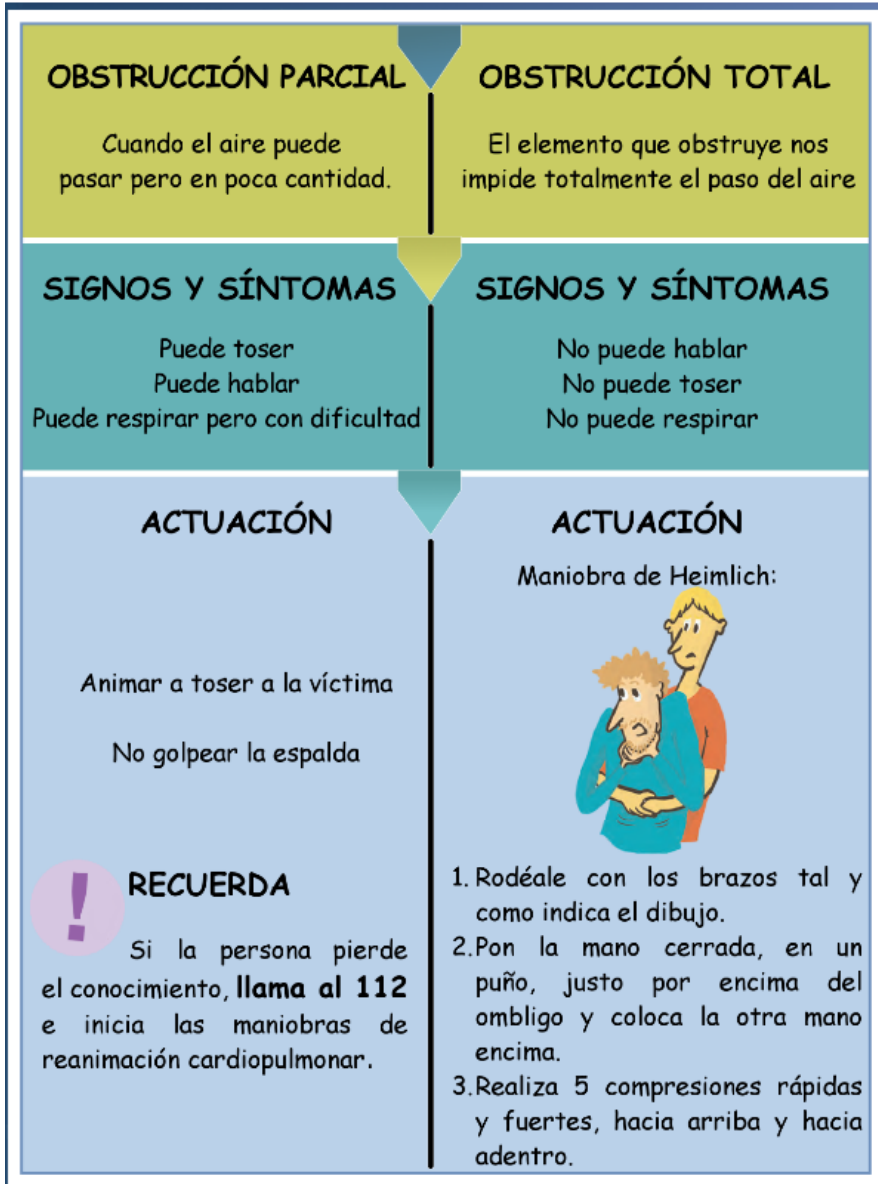 OBSTRUCCIÓN PARCIAL
Cuando el aire puede
pasar pero en poca cantidad.
OBSTRUCCIÓN TOTAL
El elemento que obstruye nos
impide totalmente el paso del aire
SIGNOS Y SÍNTOMAS
Puede toser
Puede hablar
Puede respirar pero con dificultad
SIGNOS Y SÍNTOMAS
No puede hablar
No puede toser
No puede respirar
ACTUACIÓN
Animar a toser a la víctima
No golpear la espalda
! RECUERDA
Si la persona pierde
el conocimiento, llama al 112
e inicia las maniobras de
reanimación cardiopulmonar.
ACTUACIÓN
Maniobra de Heimlich:
1. Rodéale con los brazos tal y
como indica el dibujo.
2. Pon la mano cerrada, en un
puño, justo por encima del
ombligo y coloca la otra mano
encima.
3. Realiza 5 compresiones rápidas
y fuertes, hacia arriba y hacia
adentro.